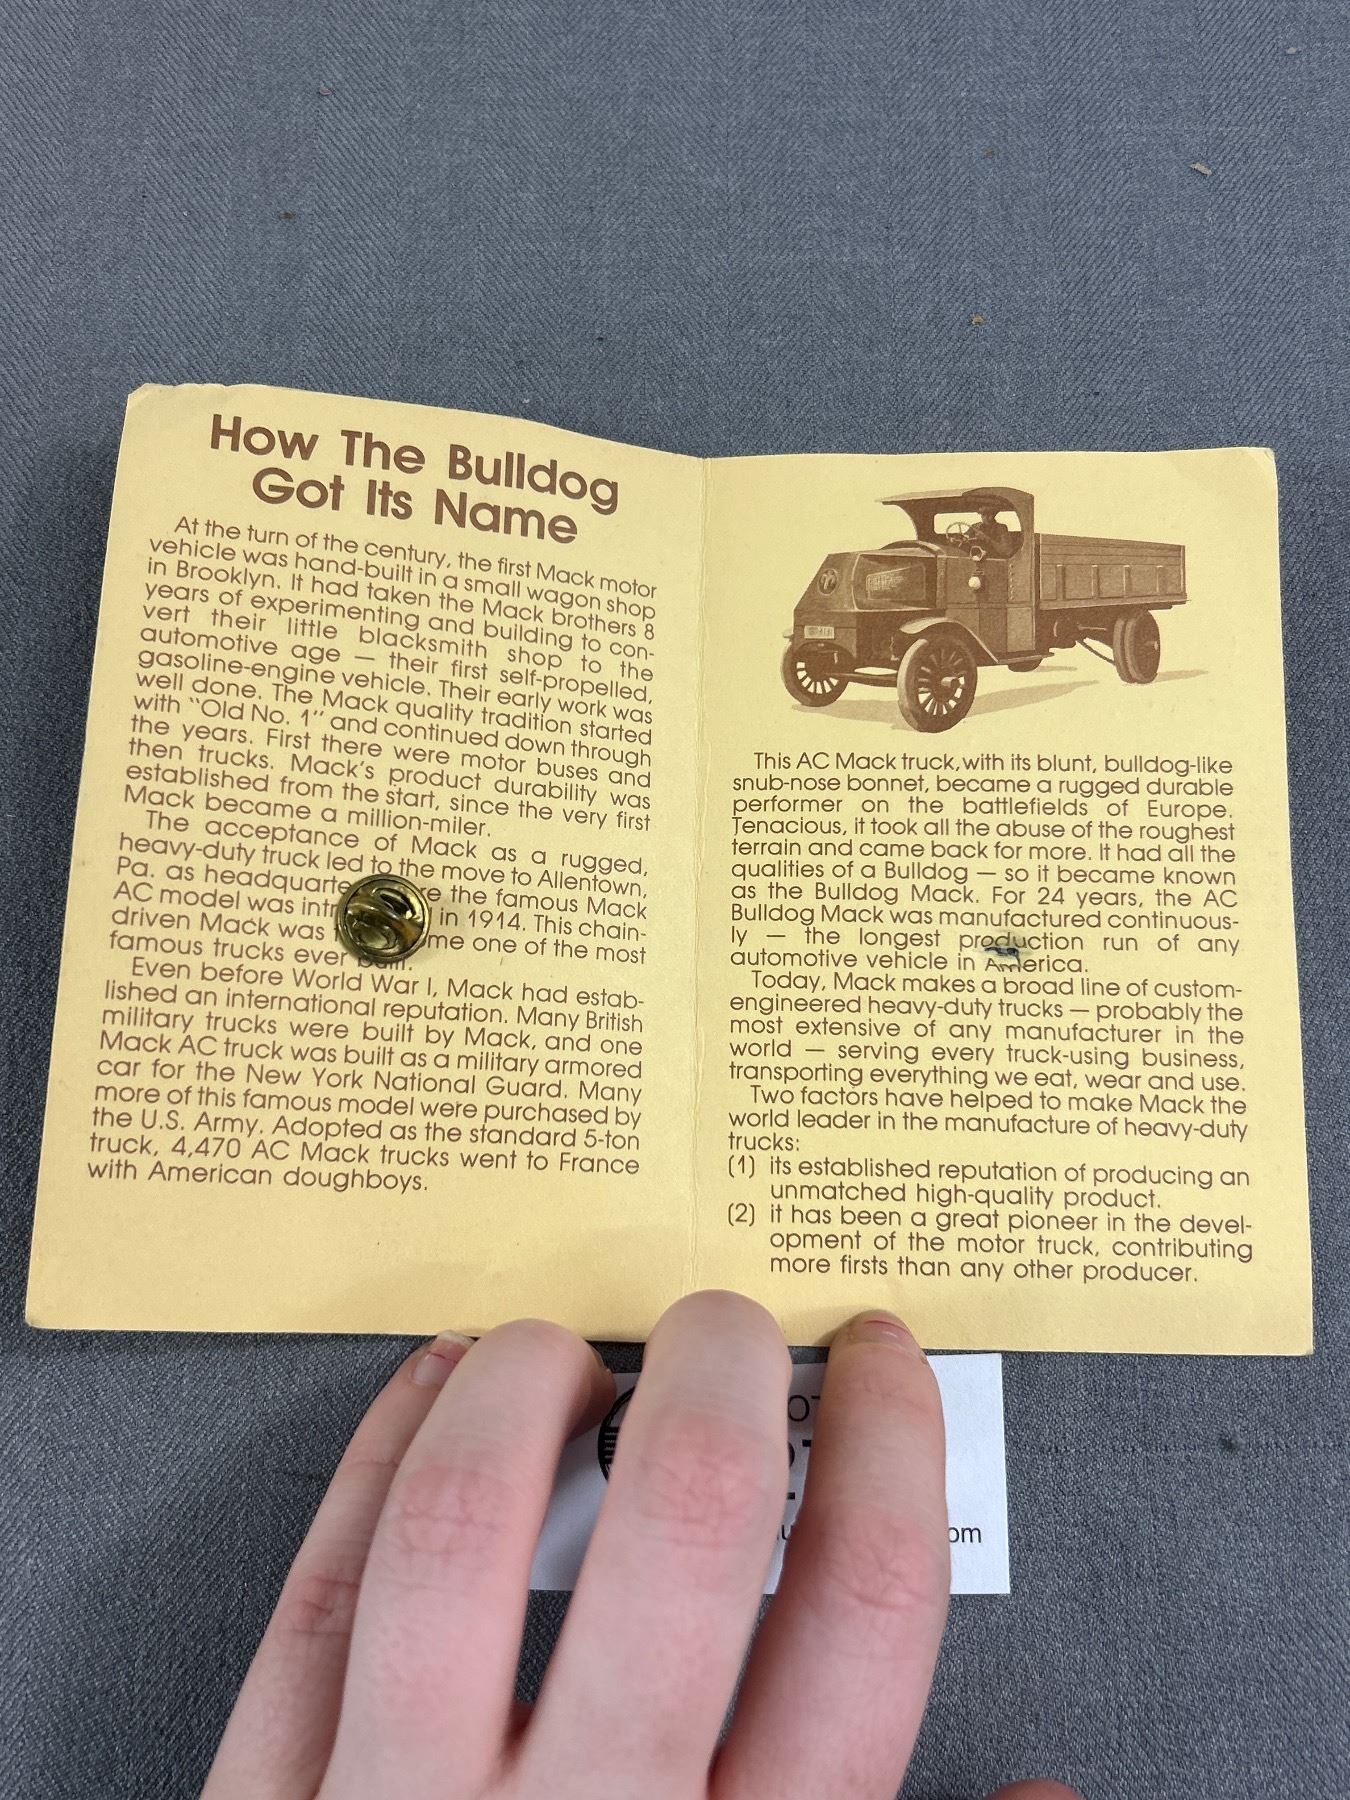 How The Bulldog
Got Its Name
At the turn of the century, the first Mack motor
vehicle was hand-built in a small wagon shop
in Brooklyn. It had taken the Mack brothers 8
years of experimenting and building to con-
vert their little blacksmith shop to the
automotive age — their first self-propelled,
gasoline-engine vehicle. Their early work was
well done. The Mack quality tradition started
with "Old No. 1" and continued down through
the years. First there were motor buses and
then trucks. Mack's product durability was
established from the start, since the very first
Mack became a million-miler.
The acceptance of Mack as a rugged,
heavy-duty truck led to the move to Allentown,
Pa. as the famous Mack
AC model was in 1914. This chain-
driven Mack was one of the most
famous trucks ever
Even before World War I, Mack had estab-
lished an international reputation. Many British
military trucks were built by Mack, and one
Mack AC truck was built as a military armored
car for the New York National Guard. Many
more of this famous model were purchased by
the U.S. Army. Adopted as the standard 5-ton
truck, 4,470 AC Mack trucks went to France
with American doughboys.
This AC Mack truck, with its blunt, bulldog-like
snub-nose bonnet, became a rugged durable
performer on the battlefields of Europe.
Tenacious, it took all the abuse of the roughest
terrain and came back for more. It had all the
qualities of a Bulldog — so it became known
as the Bulldog Mack. For 24 years, the AC
Bulldog Mack was manufactured continuous-
ly — the longest production run of any
automotive vehicle in America.
Today, Mack makes a broad line of custom-
engineered heavy-duty trucks — probably the
most extensive of any manufacturer in the
world — serving every truck-using business,
transporting everything we eat, wear and use.
Two factors have helped to make Mack the
world leader in the manufacture of heavy-duty
trucks:
(1) its established reputation of producing an
unmatched high-quality product.
(2) it has been a great pioneer in the devel-
opment of the motor truck, contributing
more firsts than any other producer.